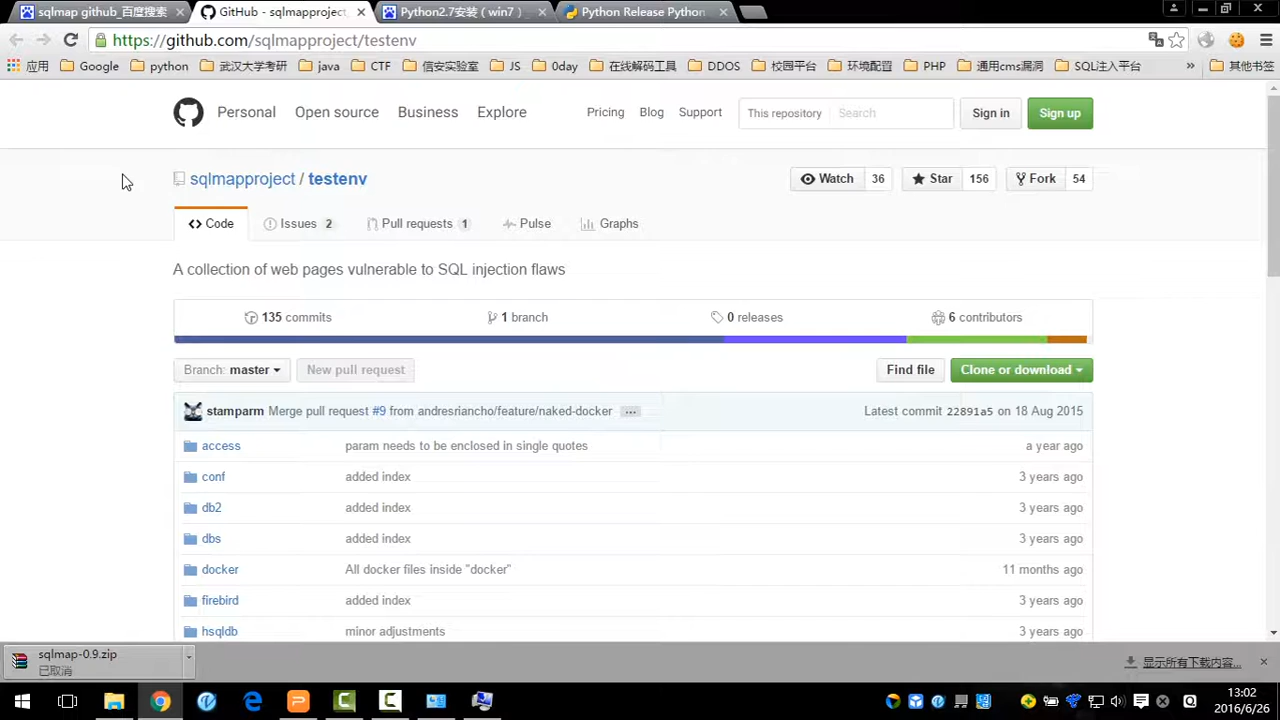 sqlmap github_百度搜索
GitHub - sqlmapproject
Python2.7安装（win7）
Python Release Python
https://github.com/sqlmapproject/testenv
应用 Google python 武汉大学考研 java CTF 信安实验室 JS 0day 在线解码工具 DDOS 校园平台 环境配置 PHP 通用cms漏洞 SQL注入平台 » 其他书签
Personal Open source Business Explore Pricing Blog Support This repository Search Sign in Sign up
sqlmapproject / testenv Watch 36 Star 156 Fork 54
Code Issues 2 Pull requests 1 Pulse Graphs
A collection of web pages vulnerable to SQL injection flaws
135 commits 1 branch 0 releases 6 contributors
Branch: master New pull request Find file Clone or download
stamparm Merge pull request #9 from andresriancho/feature/naked-docker ... Latest commit 22891a5 on 18 Aug 2015
access param needs to be enclosed in single quotes a year ago
conf added index 3 years ago
db2 added index 3 years ago
dbs added index 3 years ago
docker All docker files inside "docker" 11 months ago
firebird added index 3 years ago
hsqldb minor adjustments 3 years ago
sqlmap-0.9.zip
已取消
显示所有下载内容...
13:02
2016/6/26